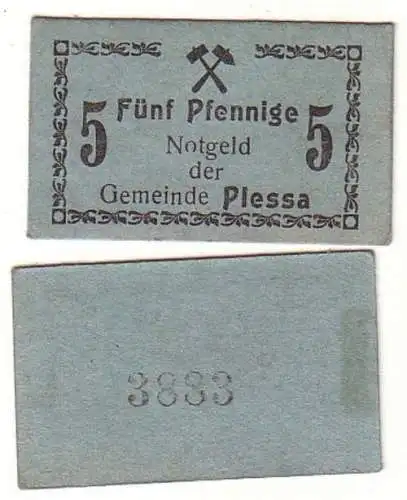 5 Fünf Pfennige 5
Notgeld
der
Gemeinde Plessa
3833